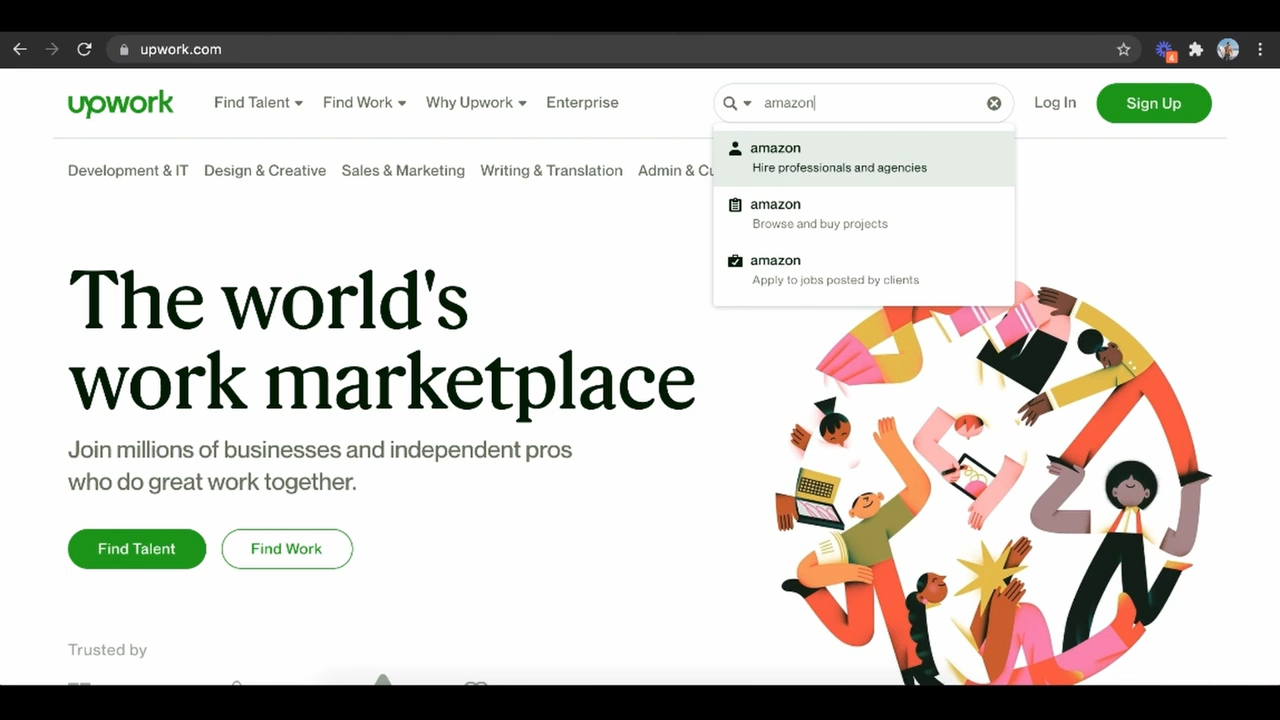 upwork.com
4
upwork
Find Talent
Find Work
Why Upwork
Enterprise
amazon
Log In
Sign Up
amazon
Hire professionals and agencies
amazon
Browse and buy projects
amazon
Apply to jobs posted by clients
Development & IT
Design & Creative
Sales & Marketing
Writing & Translation
Admin &
The world's
work marketplace
Join millions of businesses and independent pros
who do great work together.
Find Talent
Find Work
Trusted by